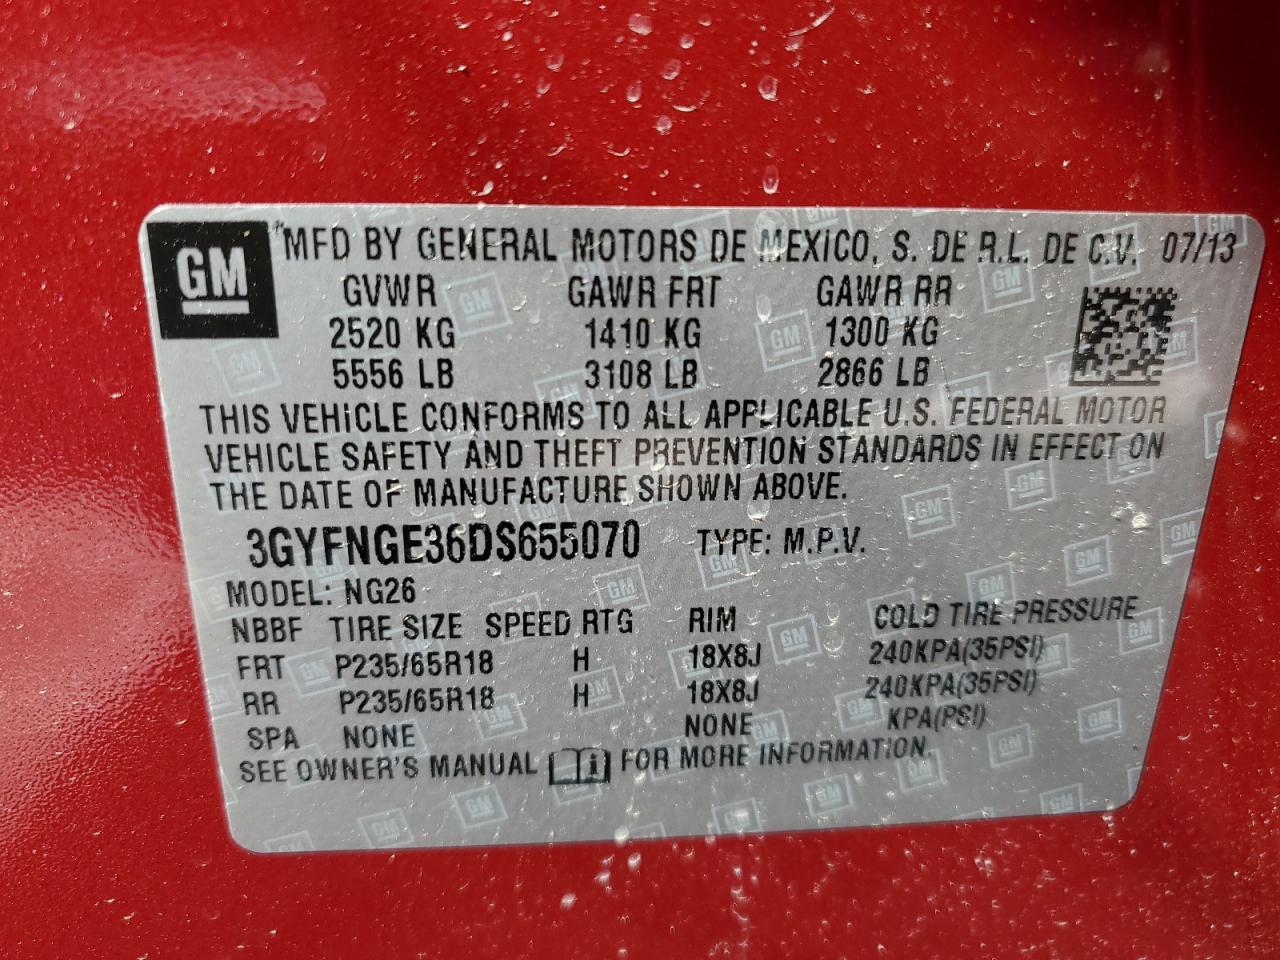 GM
MFD BY GENERAL MOTORS DE MEXICO, S. DE R.L. DE C.V. 07/13
GVWR GAWR FRT GAWR RR
2520 KG 1410 KG 1300 KG
5556 LB 3108 LB 2866 LB
THIS VEHICLE CONFORMS TO ALL APPLICABLE U.S. FEDERAL MOTOR
VEHICLE SAFETY AND THEFT PREVENTION STANDARDS IN EFFECT ON
THE DATE OF MANUFACTURE SHOWN ABOVE.
3GYFNGE36DS655070 TYPE: M.P.V.
MODEL: NG26
NBBF TIRE SIZE SPEED RTG RIM COLD TIRE PRESSURE
FRT P235/65R18 H 18X8J 240KPA(35PSI)
RR P235/65R18 H 18X8J 240KPA(35PSI)
SPA NONE NONE KPA(PSI)
SEE OWNER'S MANUAL i FOR MORE INFORMATION.